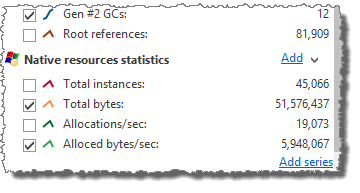 Gen #2 GCs: 12
Root references: 81,909
Native resources statistics Add
Total instances: 45,066
Total bytes: 51,576,437
Allocations/sec: 19,073
Alloced bytes/sec: 5,948,067
Add series